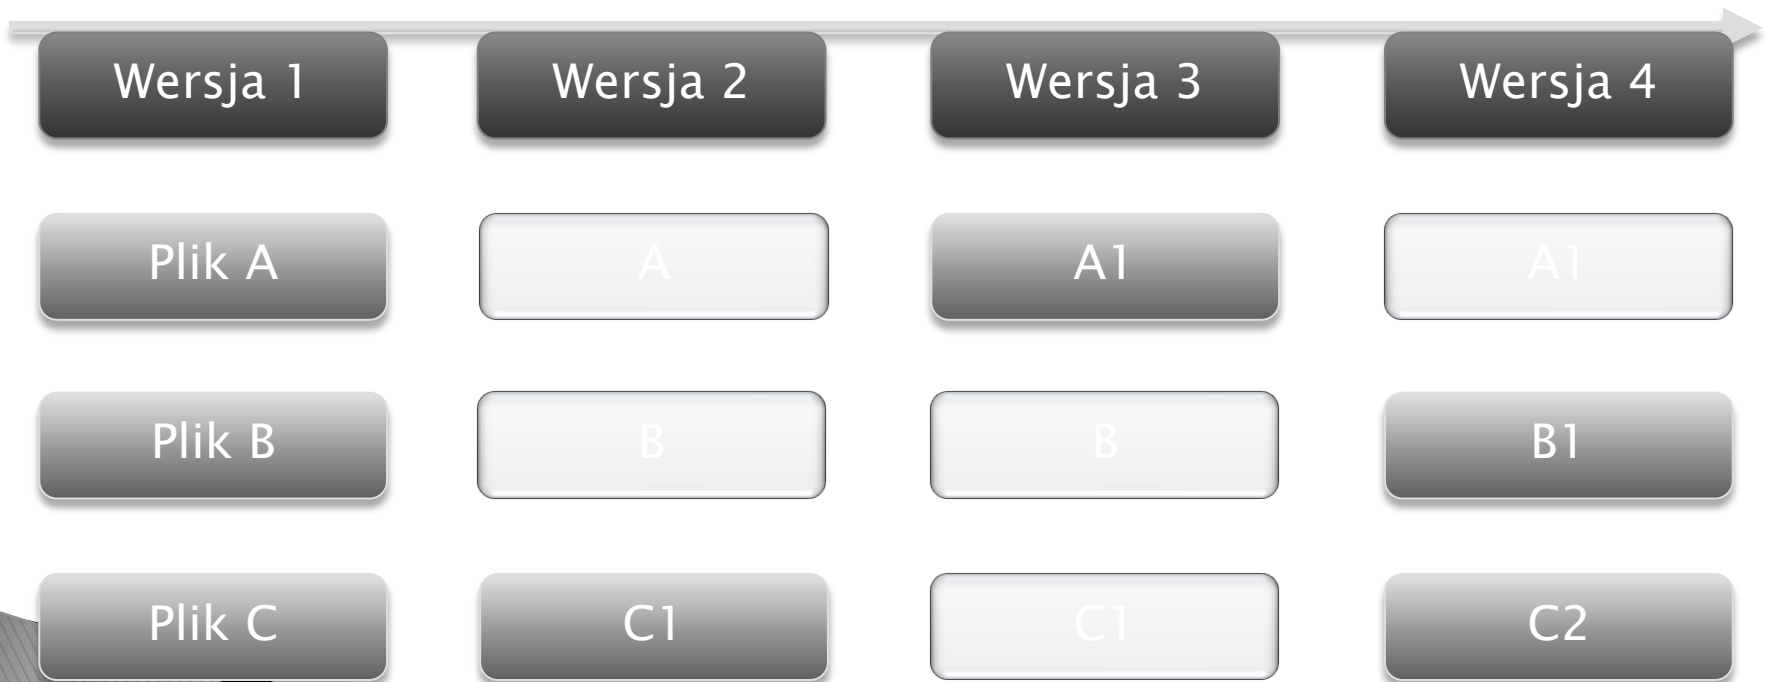 Wersja 1 Wersja 2 Wersja 3 Wersja 4
Plik A A A1 A1
Plik B B B B1
Plik C C1 C1 C2